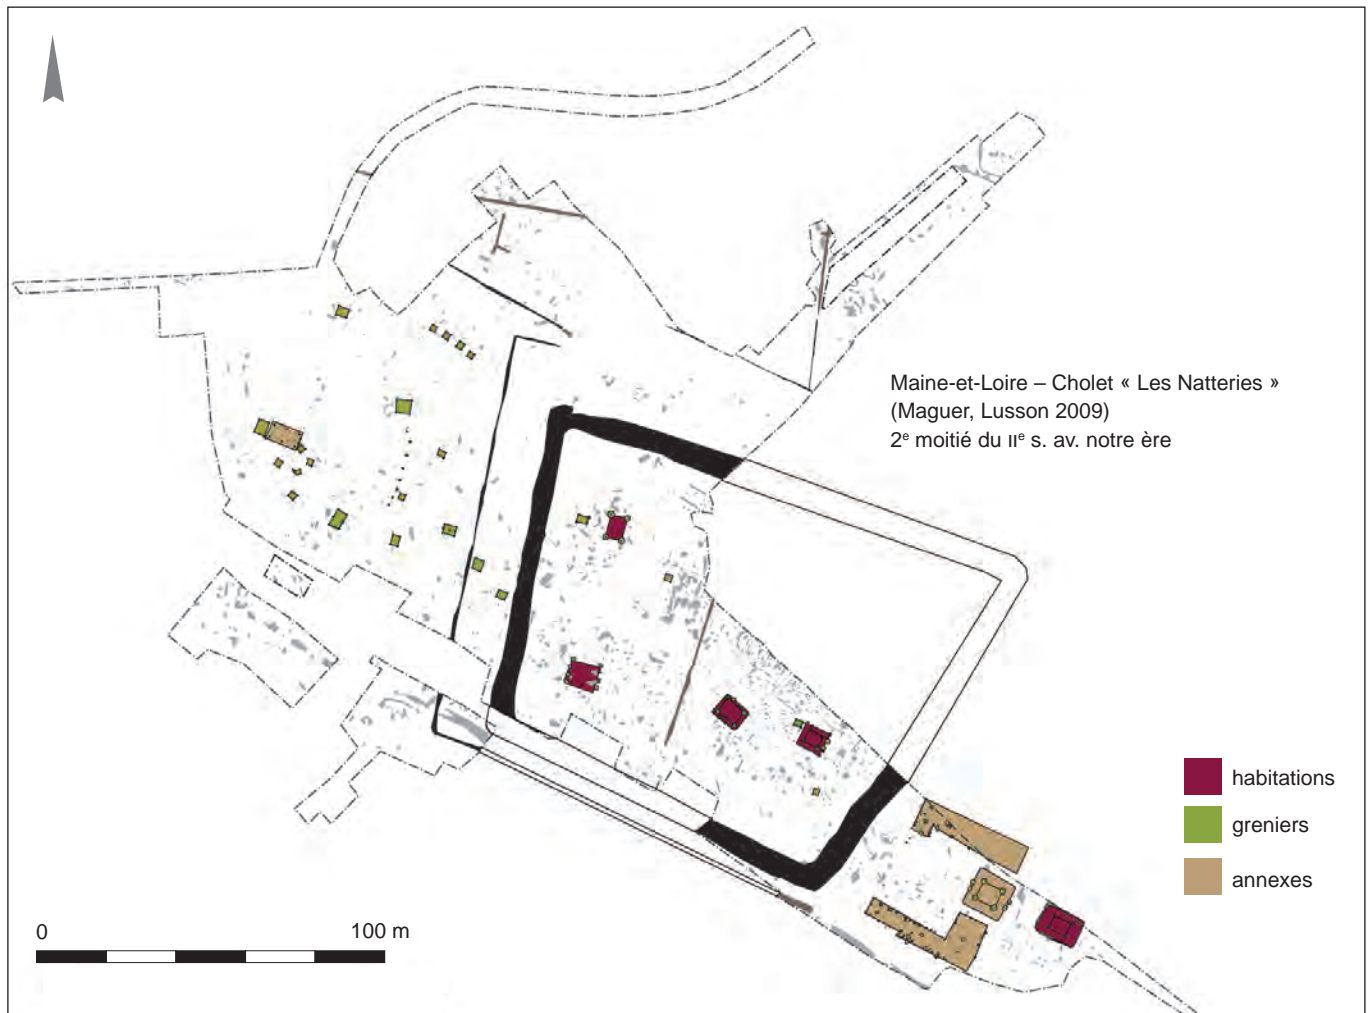 Maine-et-Loire – Cholet « Les Natteries »
(Maguer, Lusson 2009)
2e moitié du IIe s. av. notre ère
habitations
greniers
annexes
0 100 m